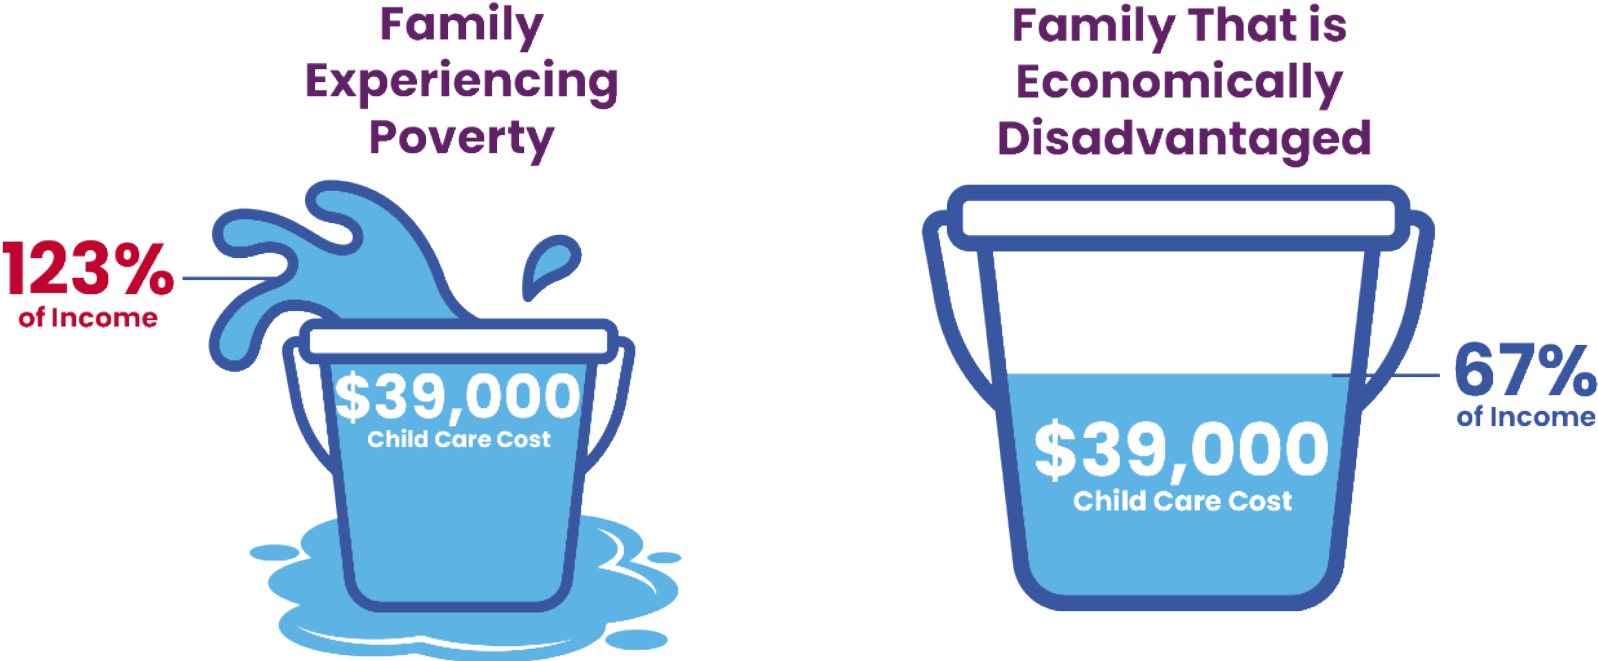 Family
Experiencing
Poverty
123%
of Income
$39,000
Child Care Cost
Family That is
Economically
Disadvantaged
67%
of Income
$39,000
Child Care Cost